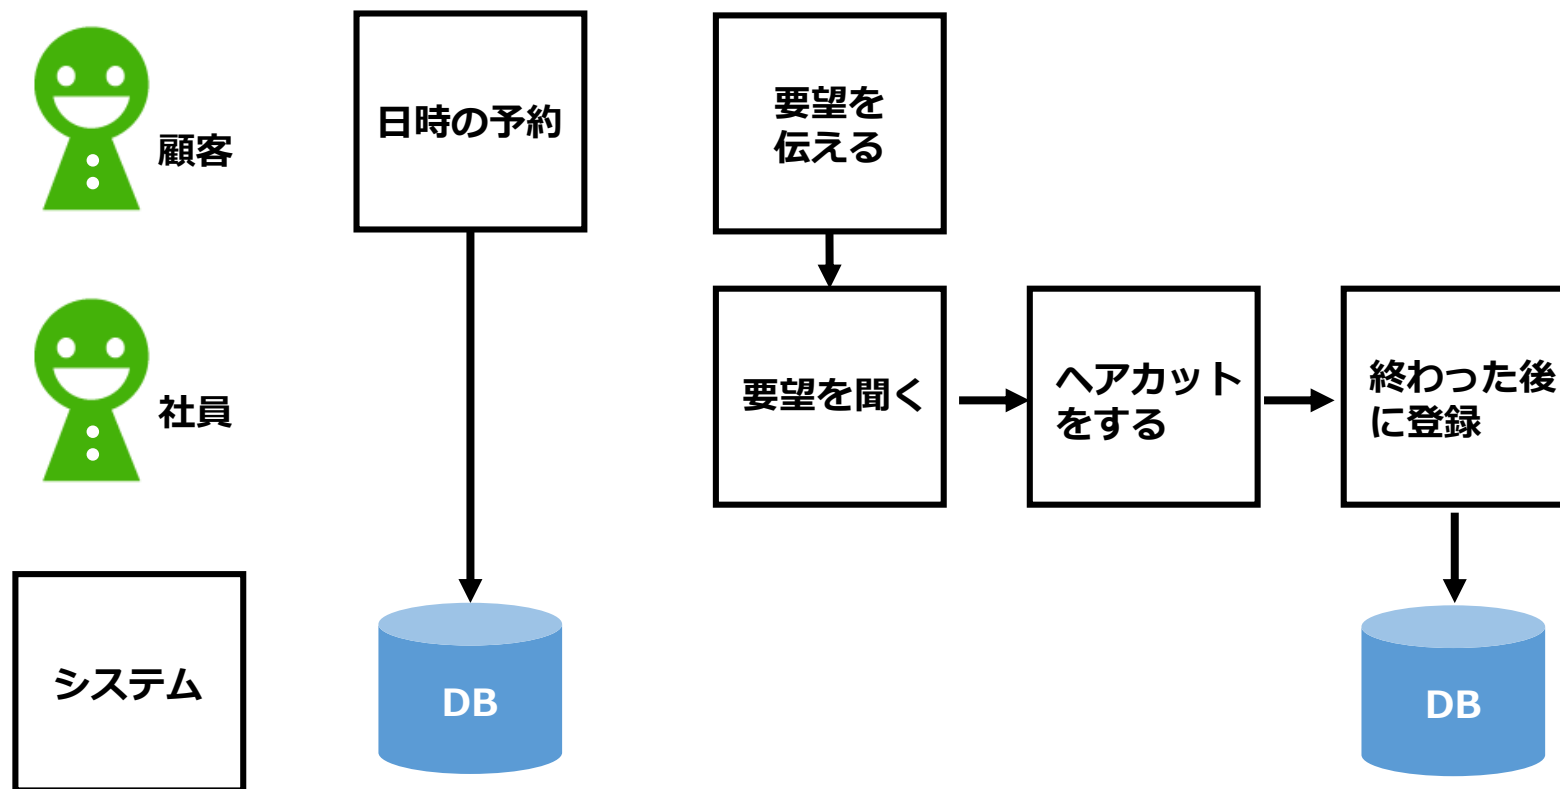 顧客
日時の予約
要望を
伝える
社員
要望を聞く
ヘアカット
をする
終わった後
に登録
システム
DB
DB